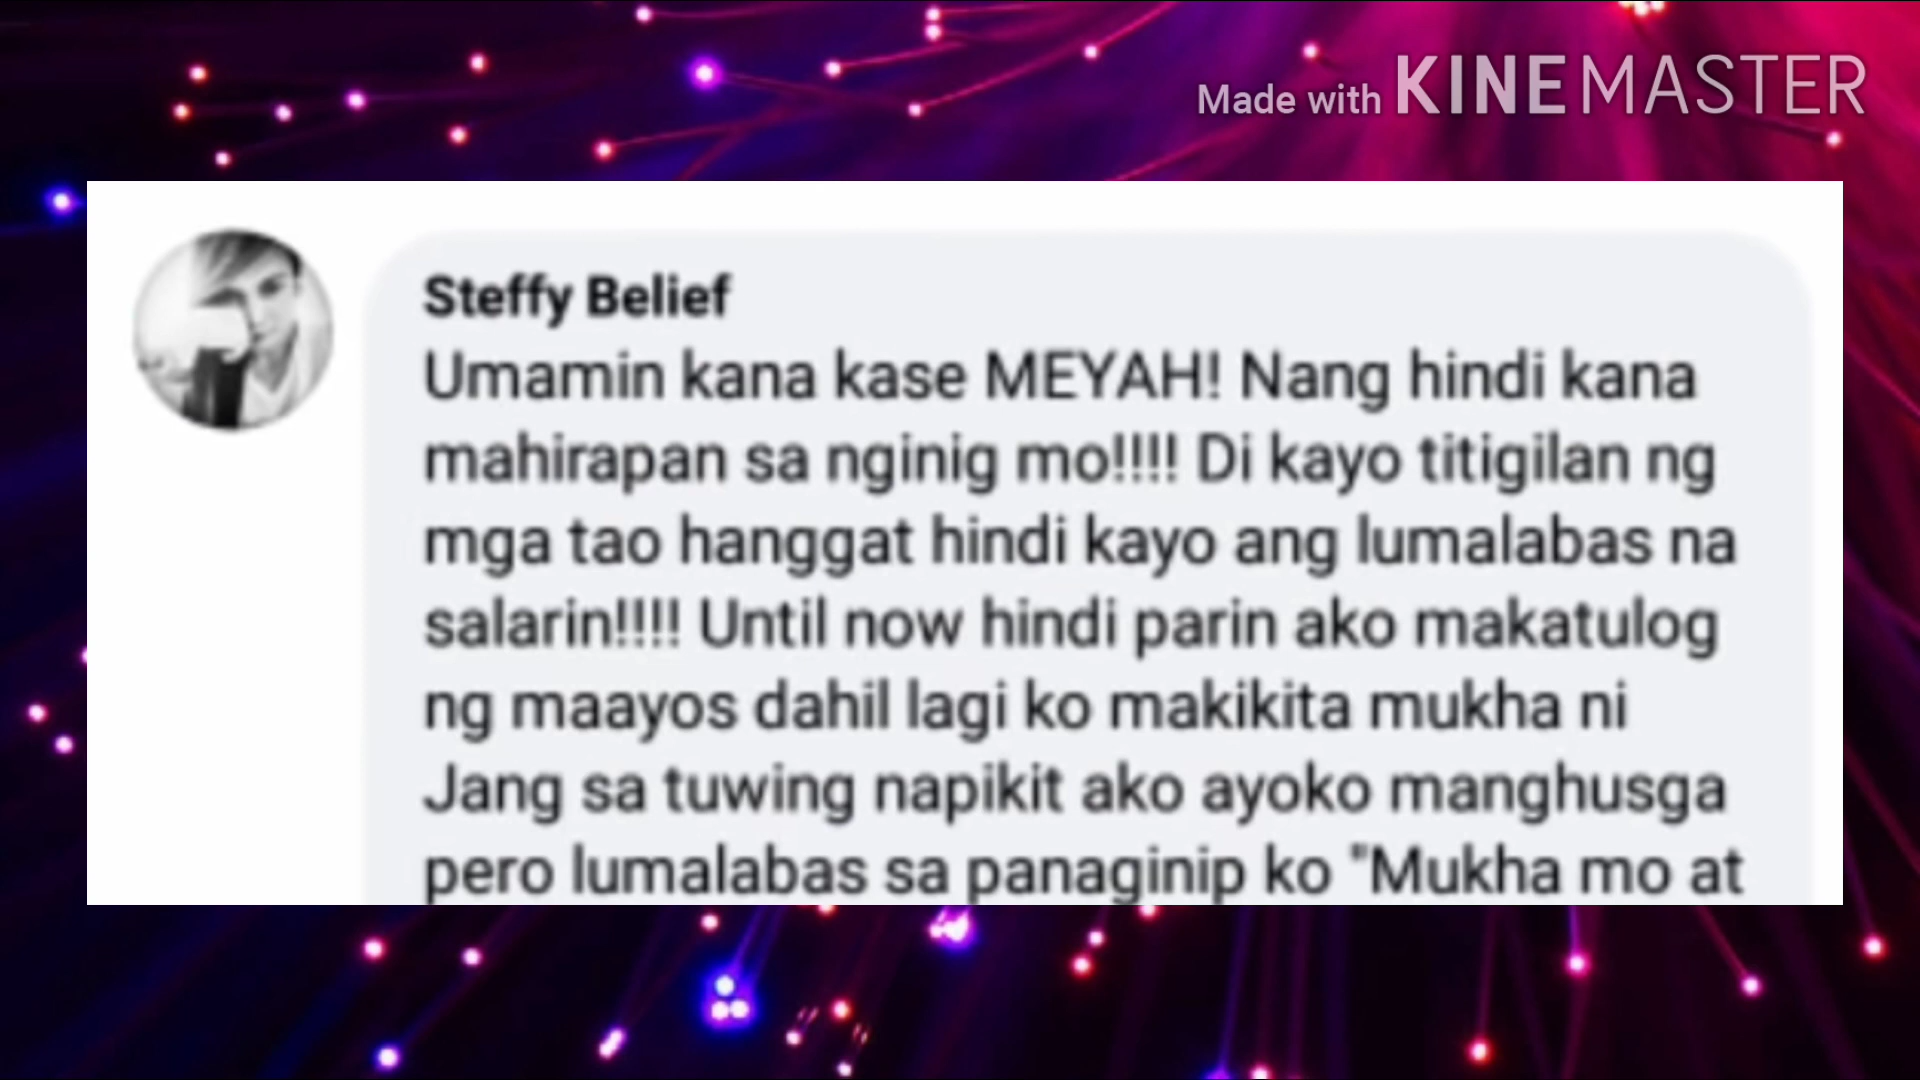 Made with KINEMASTER
Steffy Belief
Umamin kana kase MEYAH! Nang hindi kana
mahirapan sa nginig mo!!!! Di kayo titigilan ng
mga tao hanggat hindi kayo ang lumalabas na
salarin!!!! Until now hindi parin ako makatulog
ng maayos dahil lagi ko makikita mukha ni
Jang sa tuwing napikit ako ayoko manghusga
pero lumalabas sa panaginip ko "Mukha mo at